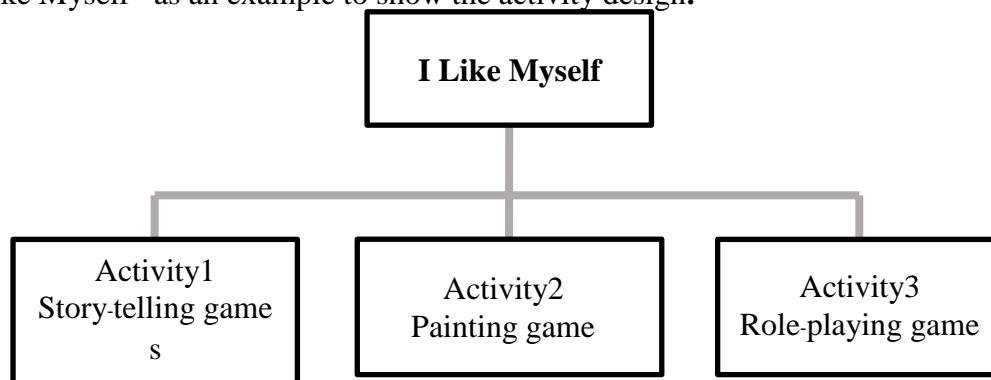 ke Myself" as an example to show the activity design.
I Like Myself
Activity1
Story-telling game
s
Activity2
Painting game
Activity3
Role-playing game